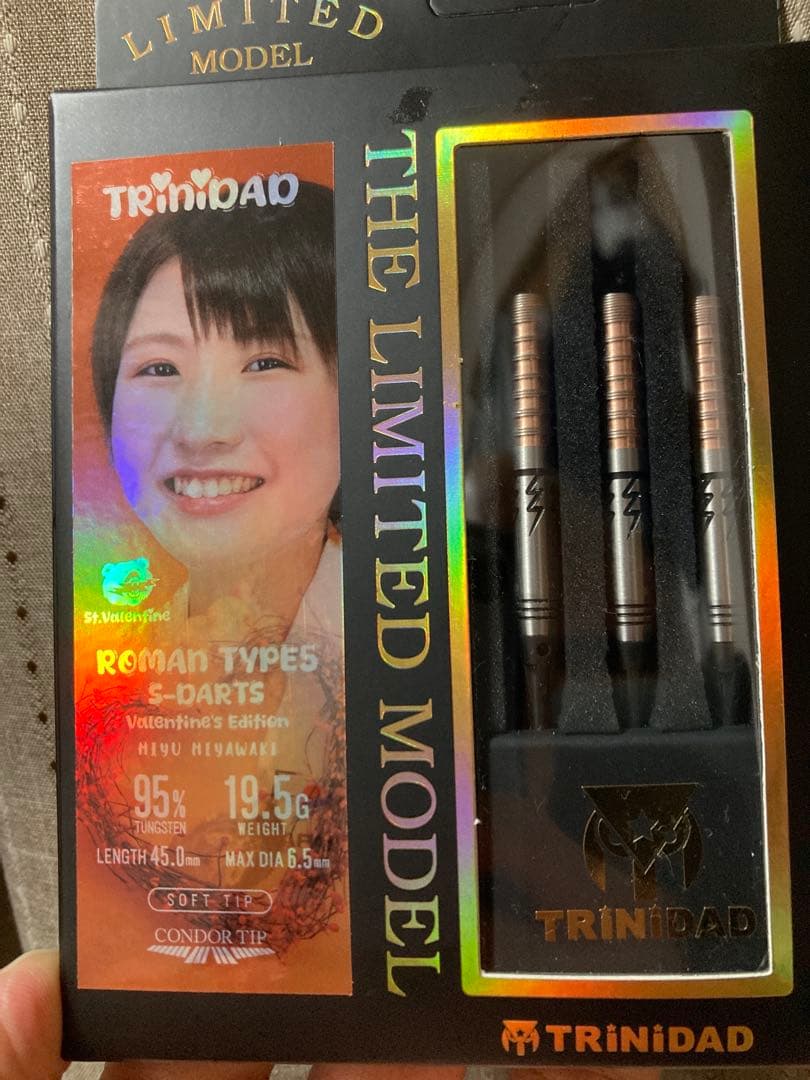 LIMITED
MODEL
TRiNiDAD
St.Valentine
ROMAN TYPE5
S-DARTS
Valentine's Edition
MIYU MIYAWAKI
95% 19.5G
TUNGSTEN WEIGHT
LENGTH 45.0mm MAX DIA 6.5mm
SOFT TIP
CONDOR TIP
THE LIMITED MODEL
TRiNiDAD
TRiNiDAD